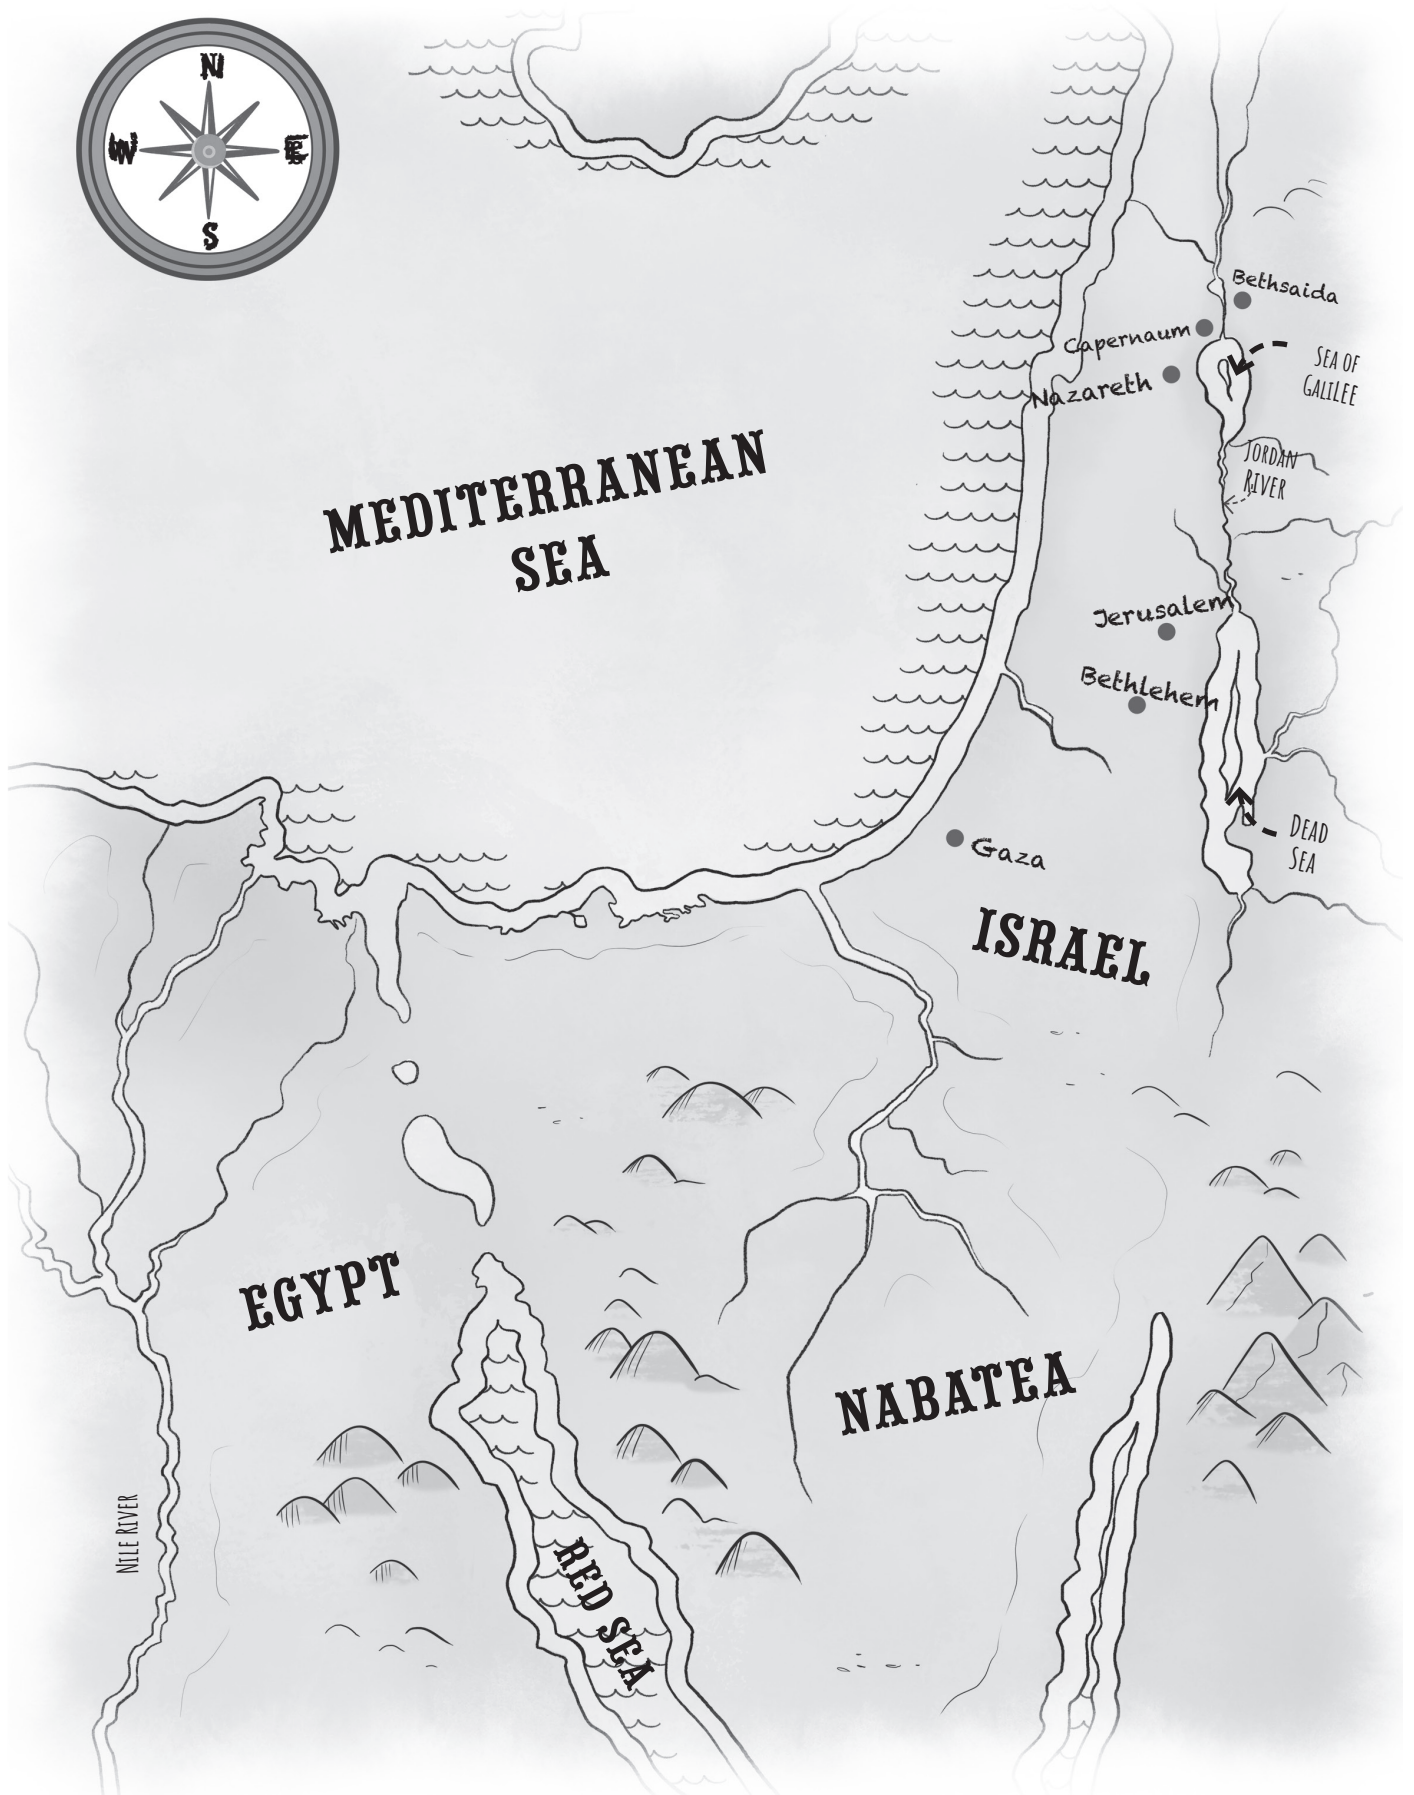 N
W
E
S
Bethsaida
Capernaum
SEA OF
GALILEE
Nazareth
MEDITERRANEAN
SEA
JORDAN
RIVER
Jerusalem
Bethlehem
DEAD
SEA
Gaza
ISRAEL
EGYPT
NABATEA
NILE RIVER
RED SEA